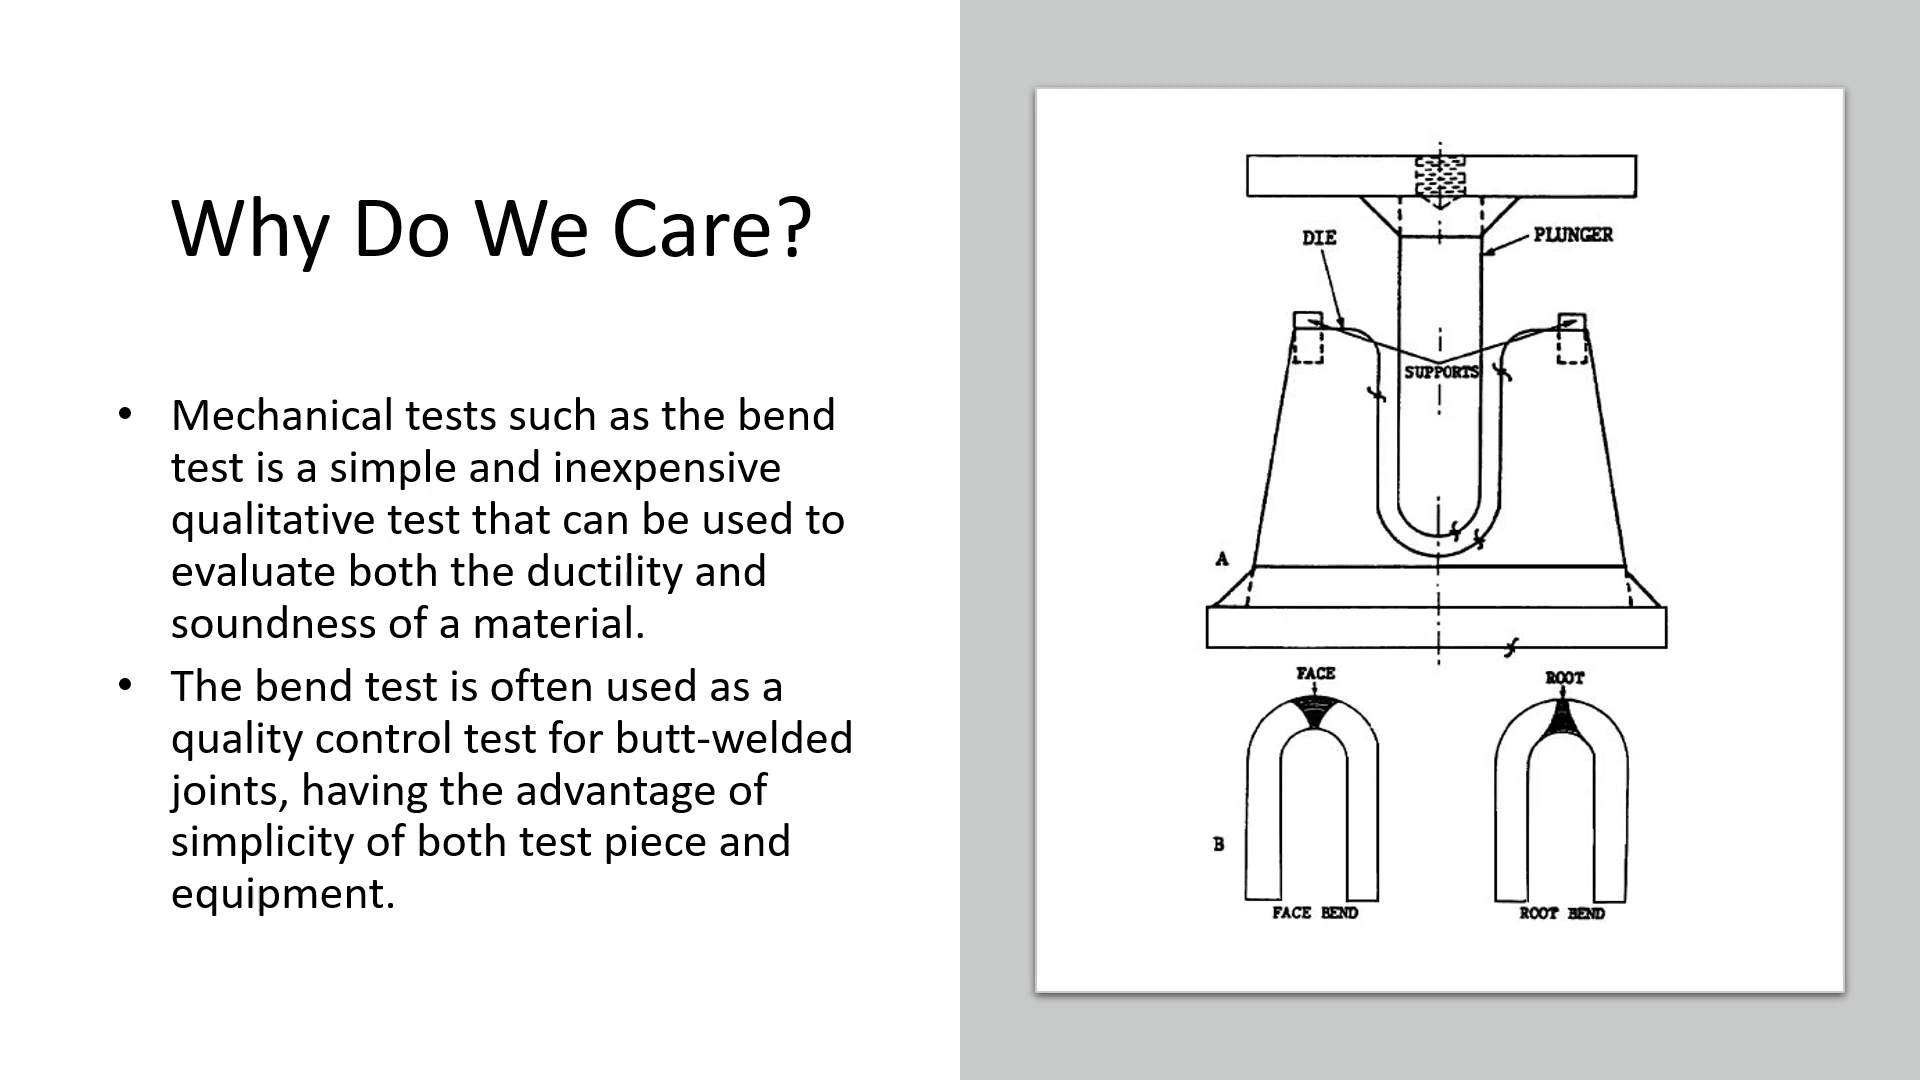 Why Do We Care?
• Mechanical tests such as the bend
test is a simple and inexpensive
qualitative test that can be used to
evaluate both the ductility and
soundness of a material.
• The bend test is often used as a
quality control test for butt-welded
joints, having the advantage of
simplicity of both test piece and
equipment.
DIE
PLUNGER
SUPPORTS
A
FACE
ROOT
B
FACE BEND
ROOT BEND